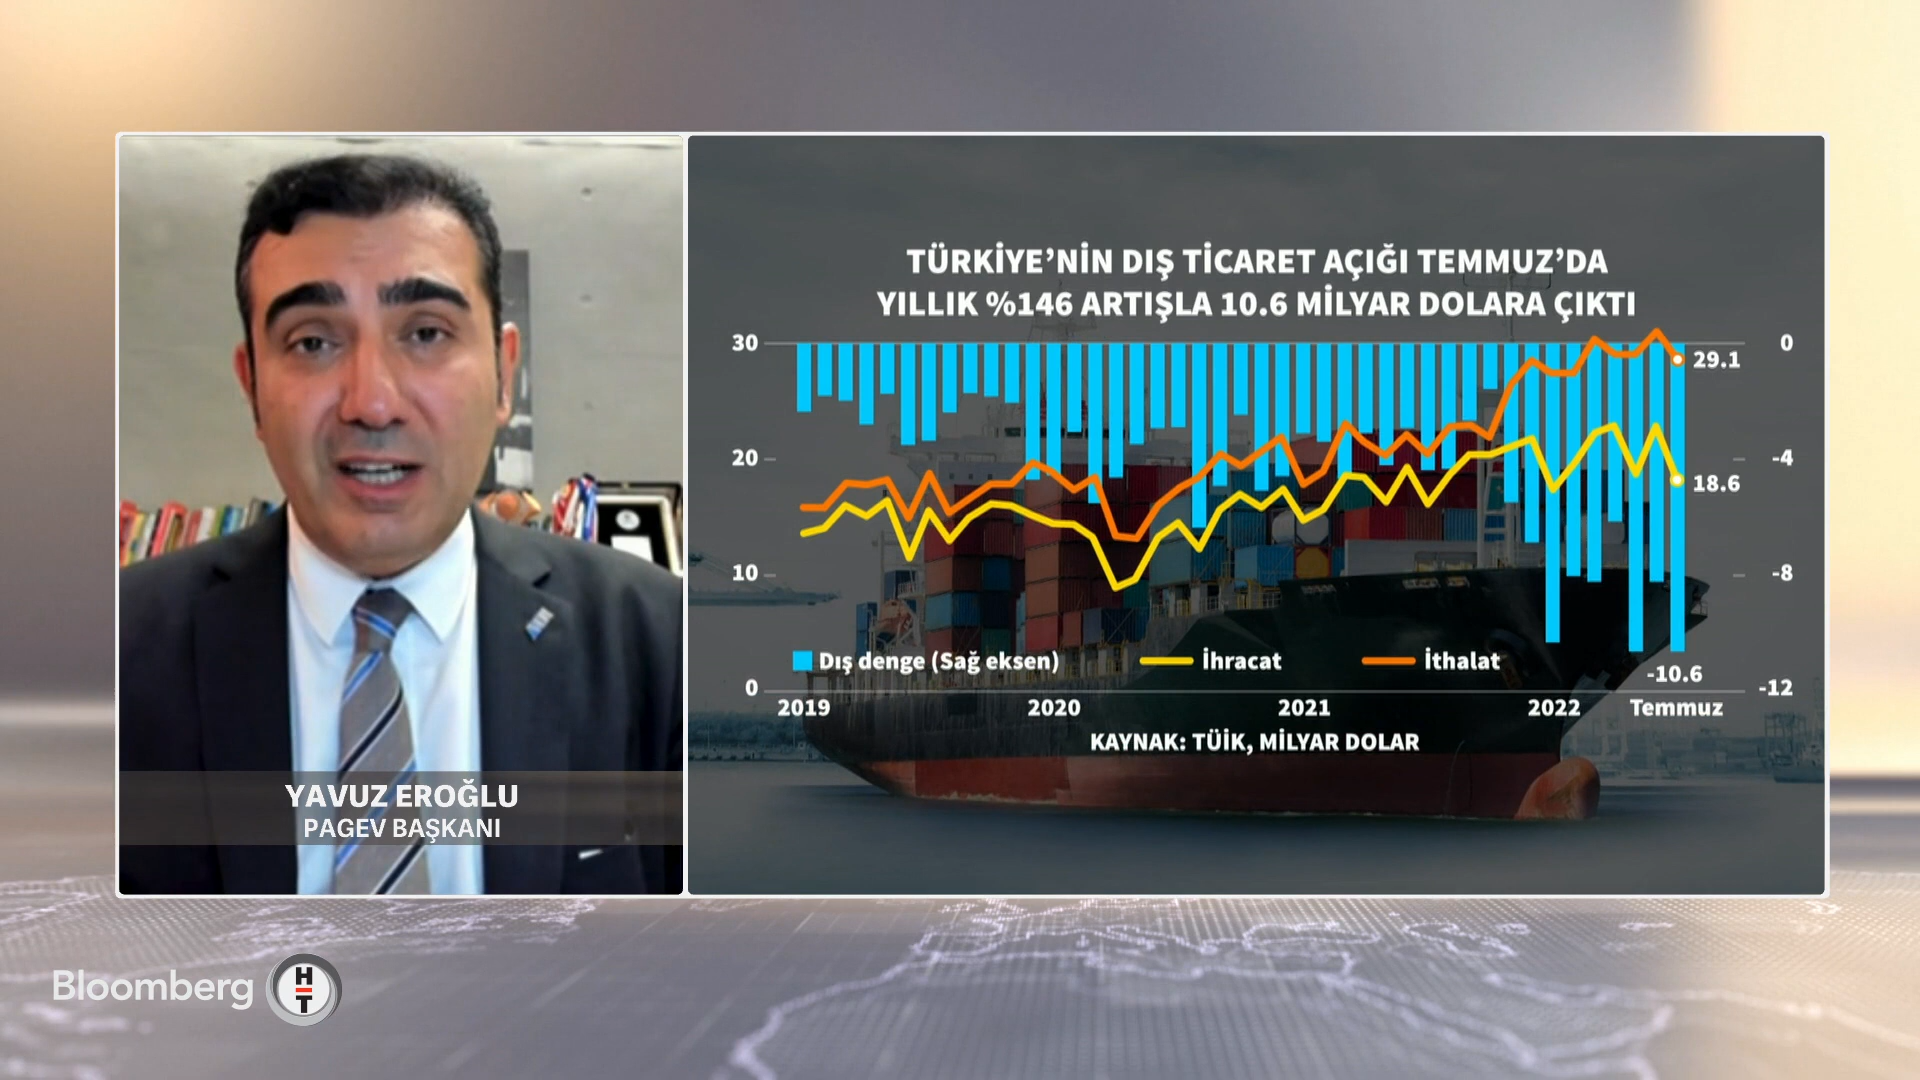 TÜRKİYE'NİN DIŞ TİCARET AÇIĞI TEMMUZ'DA
YILLIK %146 ARTIŞLA 10.6 MİLYAR DOLARA ÇIKTI
30
0
29.1
20
-4
18.6
10
-8
Dış denge (Sağ eksen)
İhracat
İthalat
-10.6
0
-12
2019
2020
2021
2022
Temmuz
KAYNAK: TÜİK, MİLYAR DOLAR
YAVUZ EROĞLU
PAGEV BAŞKANI
Bloomberg HT